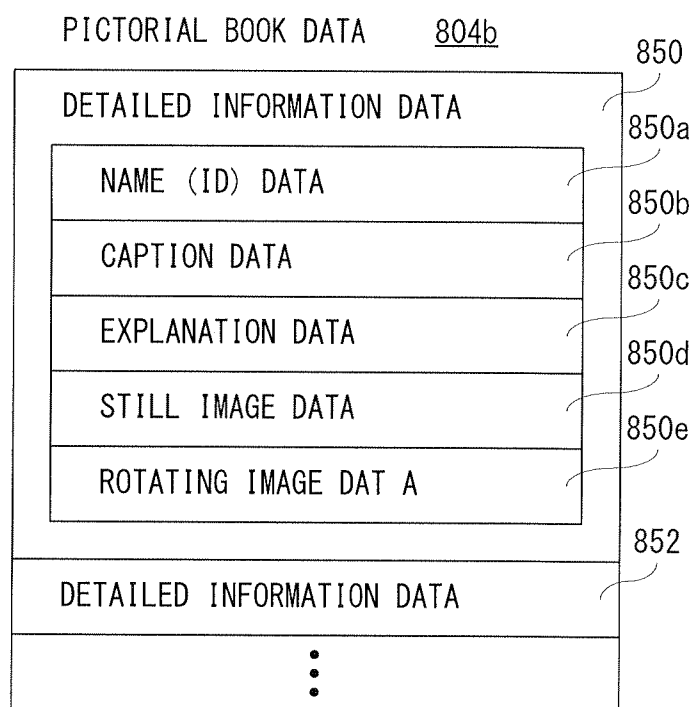 PICTORIAL BOOK DATA 804b
850
DETAILED INFORMATION DATA
850a
NAME (ID) DATA
850b
CAPTION DATA
850c
EXPLANATION DATA
850d
STILL IMAGE DATA
850e
ROTATING IMAGE DAT A
852
DETAILED INFORMATION DATA